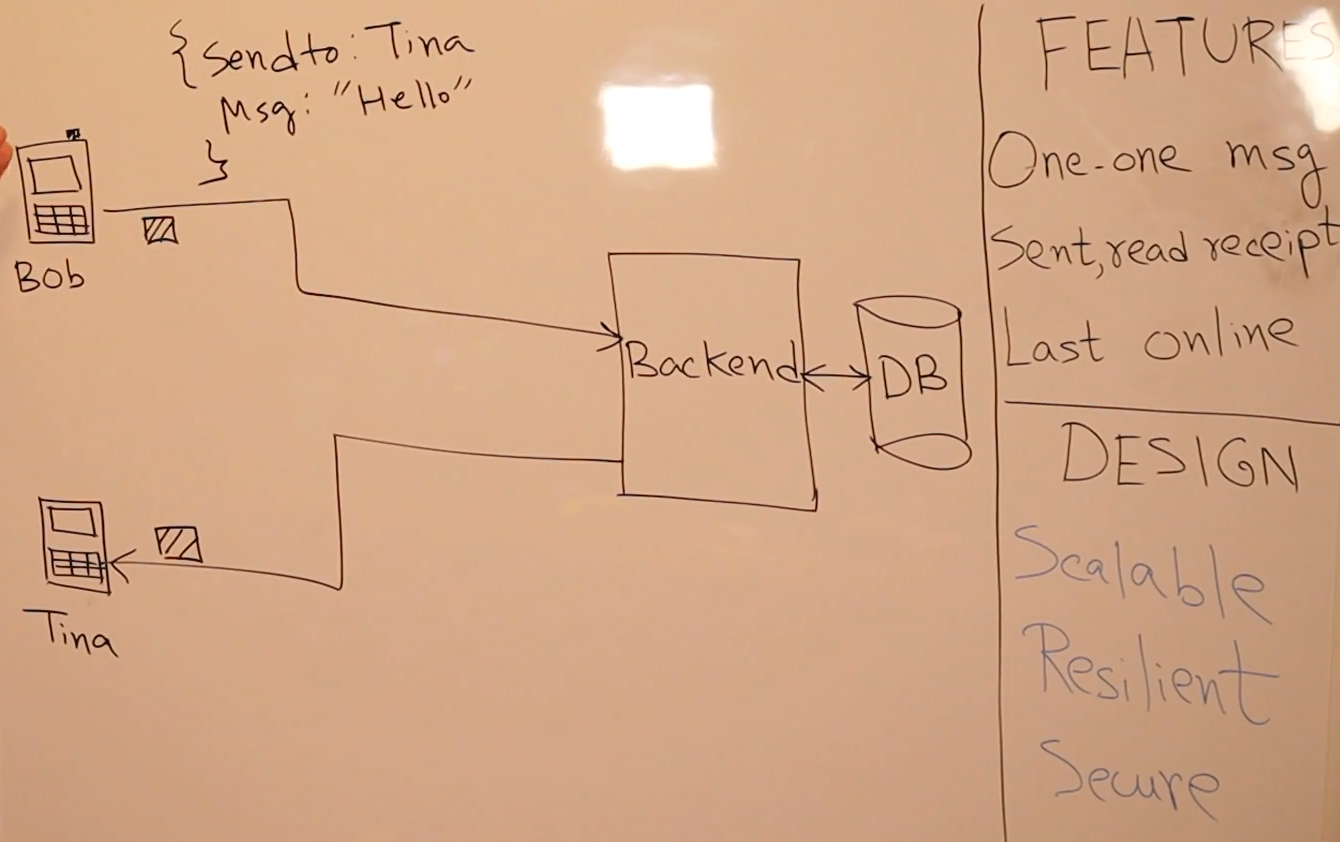 { Sendto: Tina
Msg: "Hello"
}
Bob
Backend
DB
Tina
FEATURES
One-one msg
Sent, read receipt
Last online
DESIGN
Scalable
Resilient
Secure